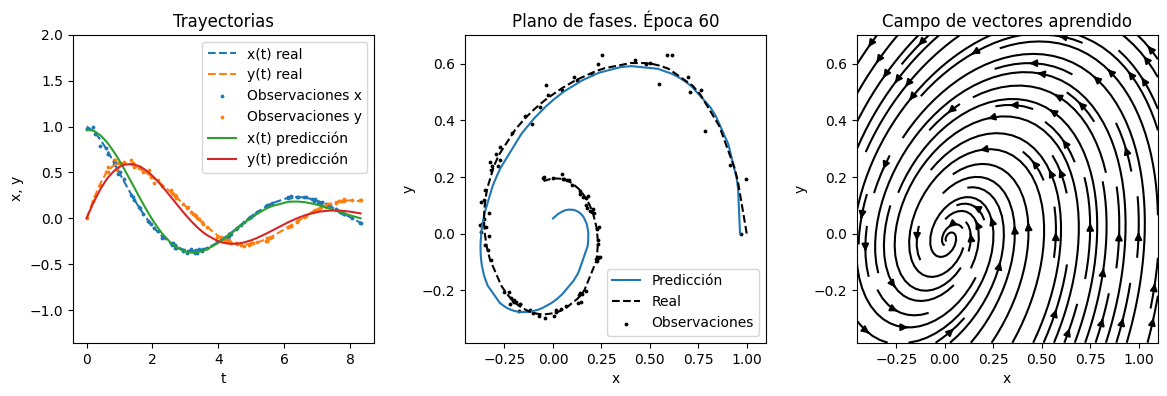 Trayectorias
2.0
1.5
1.0
0.5
0.0
−0.5
−1.0
x, y
0
2
4
6
8
t
x(t) real
y(t) real
Observaciones x
Observaciones y
x(t) predicción
y(t) predicción
Plano de fases. Época 60
0.6
0.4
0.2
0.0
−0.2
y
−0.25
0.00
0.25
0.50
0.75
1.00
x
Predicción
Real
Observaciones
Campo de vectores aprendido
0.6
0.4
0.2
0.0
−0.2
y
−0.25
0.00
0.25
0.50
0.75
1.00
x